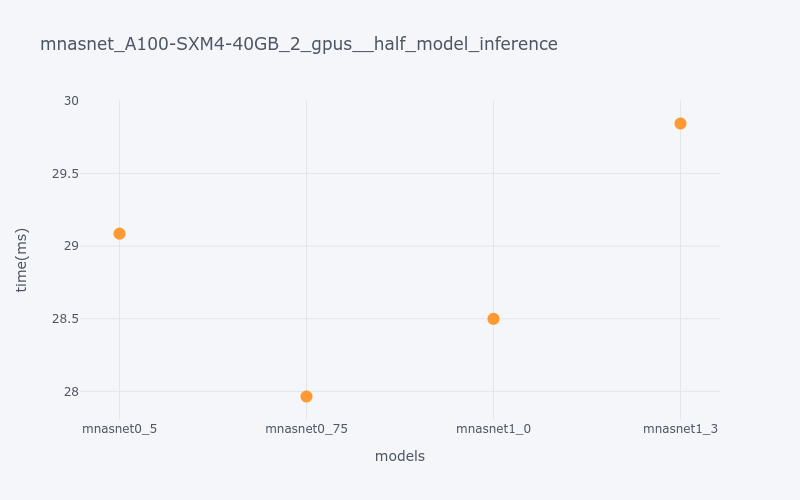 mnasnet_A100-SXM4-40GB_2_gpus__half_model_inference
30
29.5
29
28.5
28
time(ms)
mnasnet0_5
mnasnet0_75
mnasnet1_0
mnasnet1_3
models